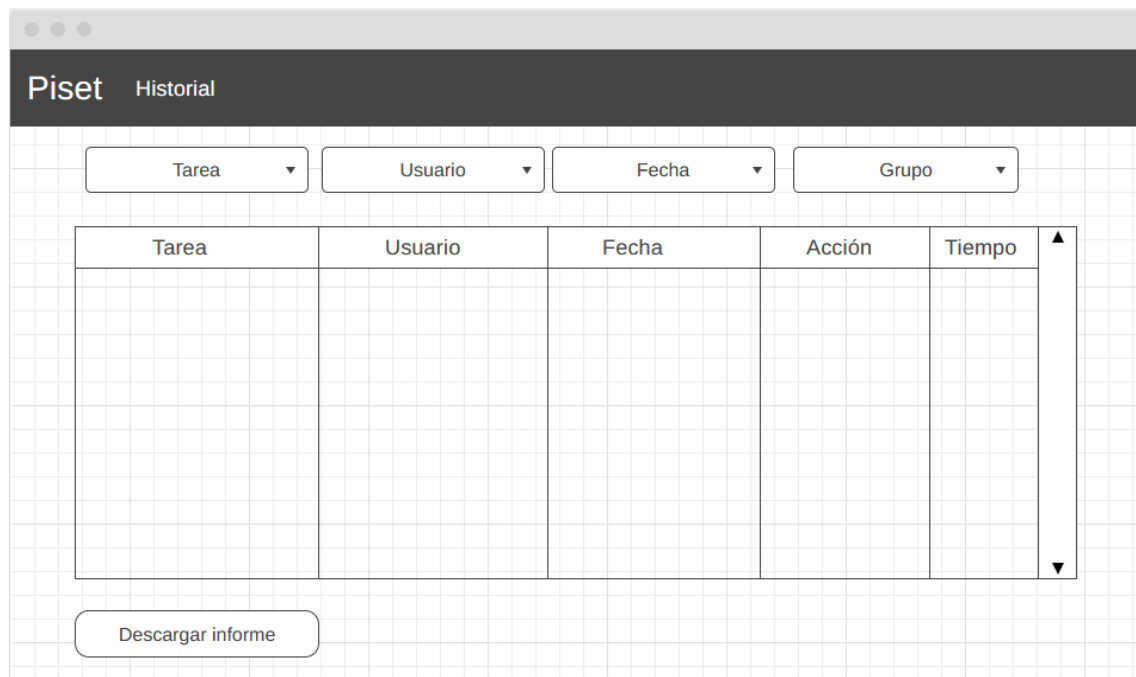 Piset Historial
Tarea Usuario Fecha Grupo
Tarea Usuario Fecha Acción Tiempo
Descargar informe